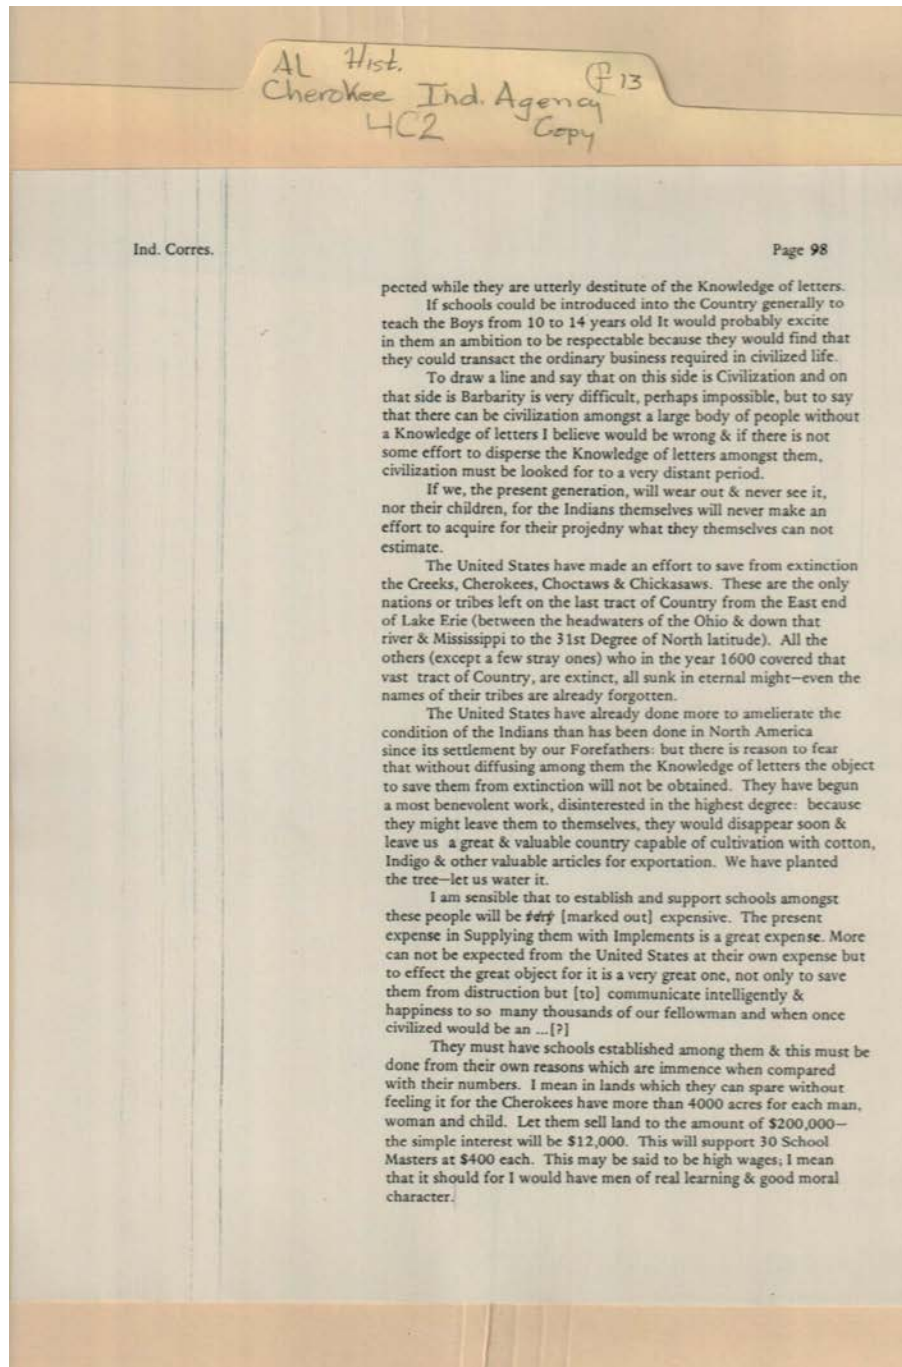 AL Hist.
Cherokee Ind. Agency
F 13
4C2 Copy
Ind. Corres.
Page 98
pected while they are utterly destitute of the Knowledge of letters.
If schools could be introduced into the Country generally to
teach the Boys from 10 to 14 years old It would probably excite
in them an ambition to be respectable because they would find that
they could transact the ordinary business required in civilized life.
To draw a line and say that on this side is Civilization and on
that side is Barbarity is very difficult, perhaps impossible, but to say
that there can be civilization amongst a large body of people without
a Knowledge of letters I believe would be wrong & if there is not
some effort to disperse the Knowledge of letters amongst them,
civilization must be looked for to a very distant period.
If we, the present generation, will wear out & never see it,
nor their children, for the Indians themselves will never make an
effort to acquire for their projedny what they themselves can not
estimate.
The United States have made an effort to save from extinction
the Creeks, Cherokees, Choctaws & Chickasaws. These are the only
nations or tribes left on the last tract of Country from the East end
of Lake Erie (between the headwaters of the Ohio & down that
river & Mississippi to the 31st Degree of North latitude). All the
others (except a few stray ones) who in the year 1600 covered that
vast tract of Country, are extinct, all sunk in eternal might—even the
names of their tribes are already forgotten.
The United States have already done more to amelierate the
condition of the Indians than has been done in North America
since its settlement by our Forefathers: but there is reason to fear
that without diffusing among them the Knowledge of letters the object
to save them from extinction will not be obtained. They have begun
a most benevolent work, disinterested in the highest degree: because
they might leave them to themselves, they would disappear soon &
leave us a great & valuable country capable of cultivation with cotton,
Indigo & other valuable articles for exportation. We have planted
the tree—let us water it.
I am sensible that to establish and support schools amongst
these people will be very [marked out] expensive. The present
expense in Supplying them with Implements is a great expense. More
can not be expected from the United States at their own expense but
to effect the great object for it is a very great one, not only to save
them from distruction but [to] communicate intelligently &
happiness to so many thousands of our fellowman and when once
civilized would be an ...[?]
They must have schools established among them & this must be
done from their own reasons which are immence when compared
with their numbers. I mean in lands which they can spare without
feeling it for the Cherokees have more than 4000 acres for each man,
woman and child. Let them sell land to the amount of $200,000—
the simple interest will be $12,000. This will support 30 School
Masters at $400 each. This may be said to be high wages; I mean
that it should for I would have men of real learning & good moral
character.